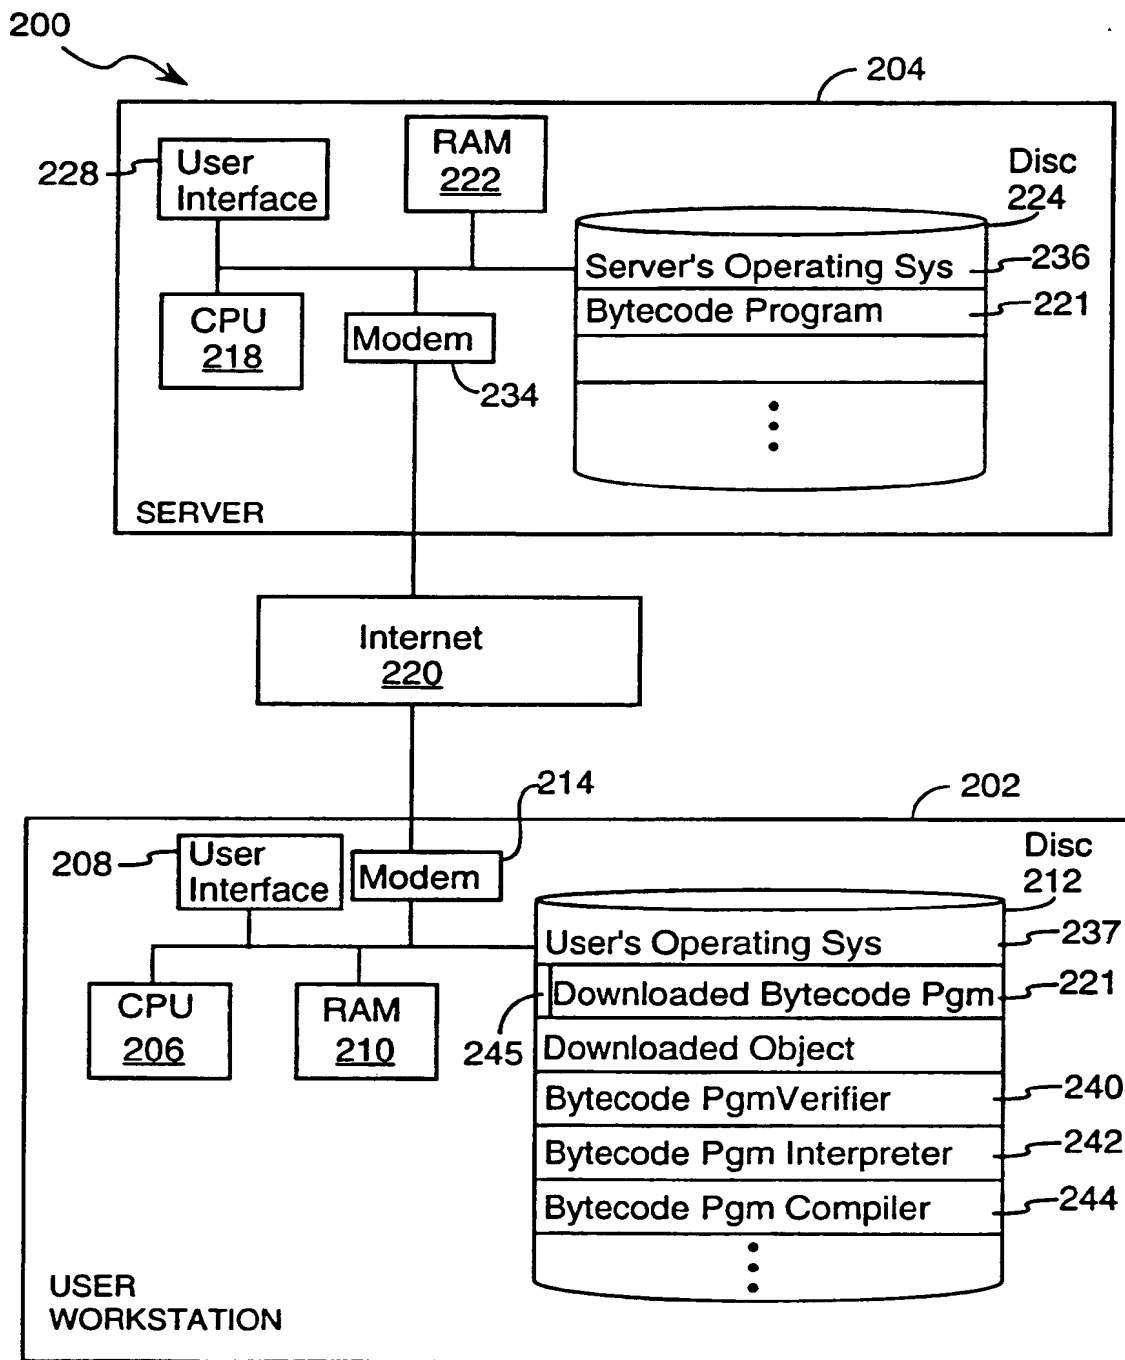 200
204
228
User
Interface
RAM
222
Disc
224
Server's Operating Sys
236
Bytecode Program
221
CPU
218
Modem
234
SERVER
Internet
220
214
202
208
User
Interface
Modem
Disc
212
User's Operating Sys
237
245
Downloaded Bytecode Pgm
221
CPU
206
RAM
210
Downloaded Object
Bytecode PgmVerifier
240
Bytecode Pgm Interpreter
242
Bytecode Pgm Compiler
244
USER
WORKSTATION